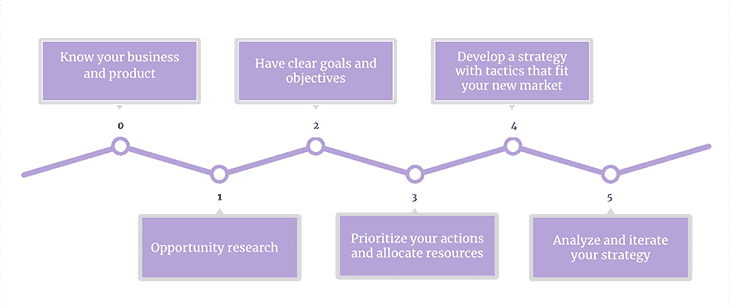 Know your business
and product
0
Opportunity research
1
Have clear goals and
objectives
2
Prioritize your actions
and allocate resources
3
Develop a strategy
with tactics that fit
your new market
4
Analyze and iterate
your strategy
5